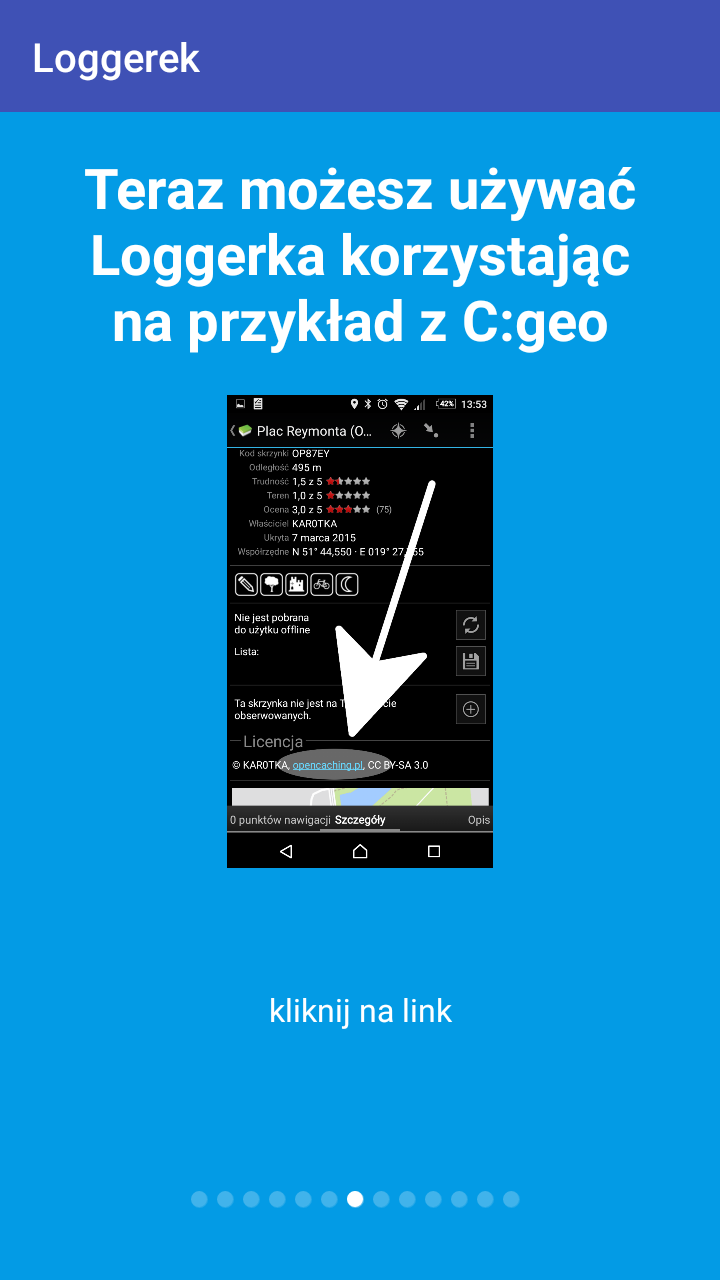 Loggerek
Teraz możesz używać
Loggerka korzystając
na przykład z C:geo
42% 13:53
Plac Reymonta (O...
Kod skrzynki OP87EY
Odległość 495 m
Trudność 1,5 z 5
Teren 1,0 z 5
Ocena 3,0 z 5 (75)
Właściciel KAR0TKA
Ukryta 7 marca 2015
Współrzędne N 51° 44,550 · E 019° 27, 55
Nie jest pobrana
do użytku offline
Lista:
Ta skrzynka nie jest na T cie
obserwowanych.
Licencja
© KAR0TKA, opencaching.pl, CC BY-SA 3.0
0 punktów nawigacji Szczegóły Opis
kliknij na link